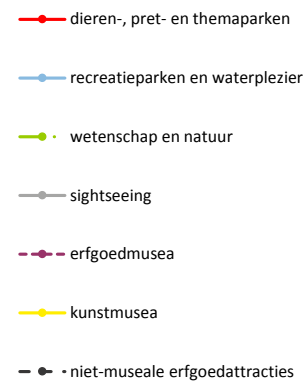 dieren-, pret- en themaparken
recreatieparken en waterplezier
wetenschap en natuur
sightseeing
erfgoedmusea
kunstmusea
niet-museale erfgoedattracties